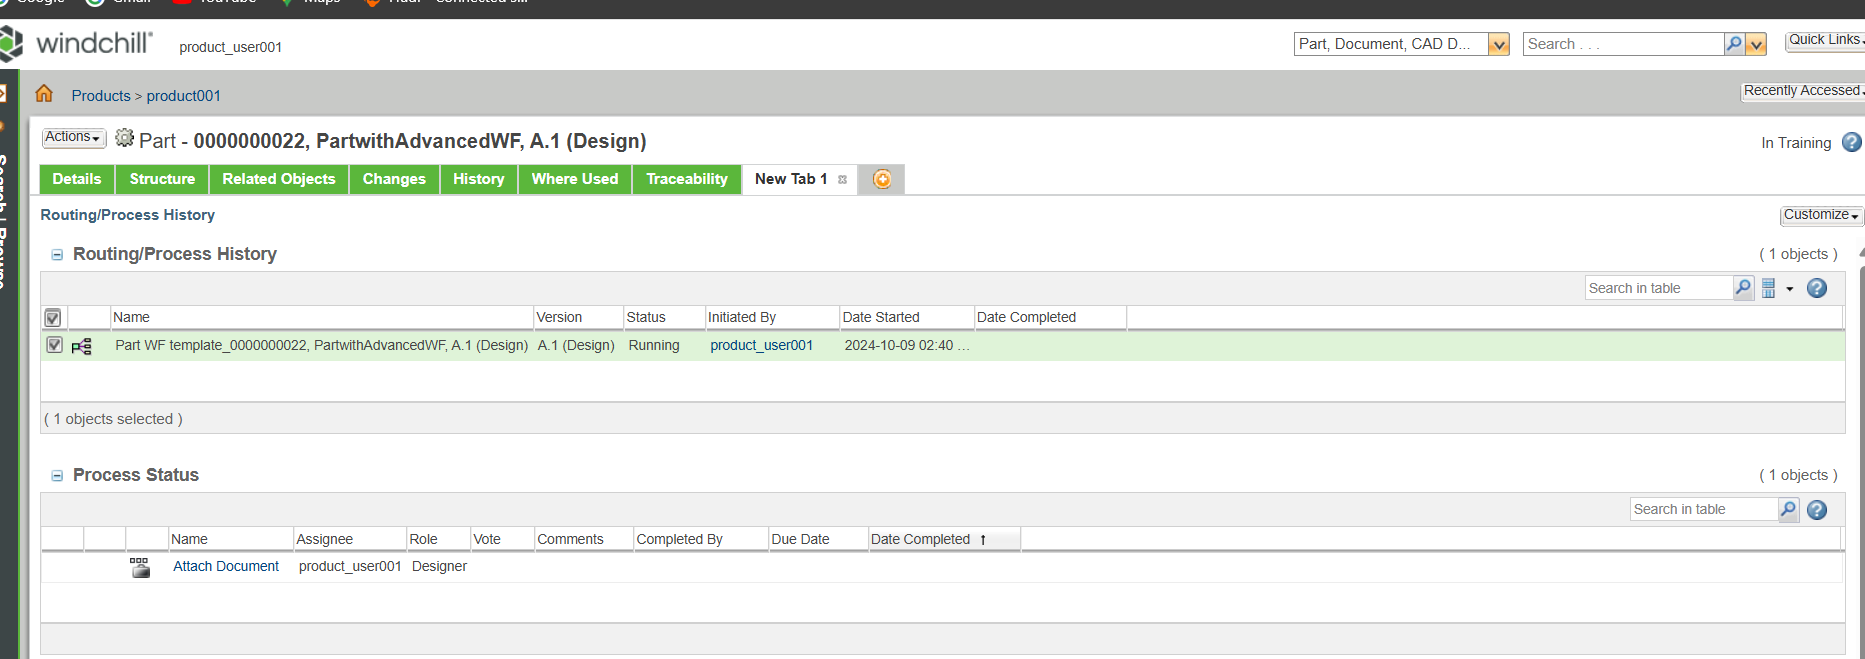 Google Gmail YouTube Maps
windchill product_user001 Part, Document, CAD D... Search . . . Quick Links
Products > product001 Recently Accessed
Actions Part - 0000000022, PartwithAdvancedWF, A.1 (Design) In Training
Details Structure Related Objects Changes History Where Used Traceability New Tab 1
Routing/Process History Customize
Routing/Process History ( 1 objects )
Search in table
Name Version Status Initiated By Date Started Date Completed
Part WF template_0000000022, PartwithAdvancedWF, A.1 (Design) A.1 (Design) Running product_user001 2024-10-09 02:40 ...
( 1 objects selected )
Process Status ( 1 objects )
Search in table
Name Assignee Role Vote Comments Completed By Due Date Date Completed ↑
Attach Document product_user001 Designer